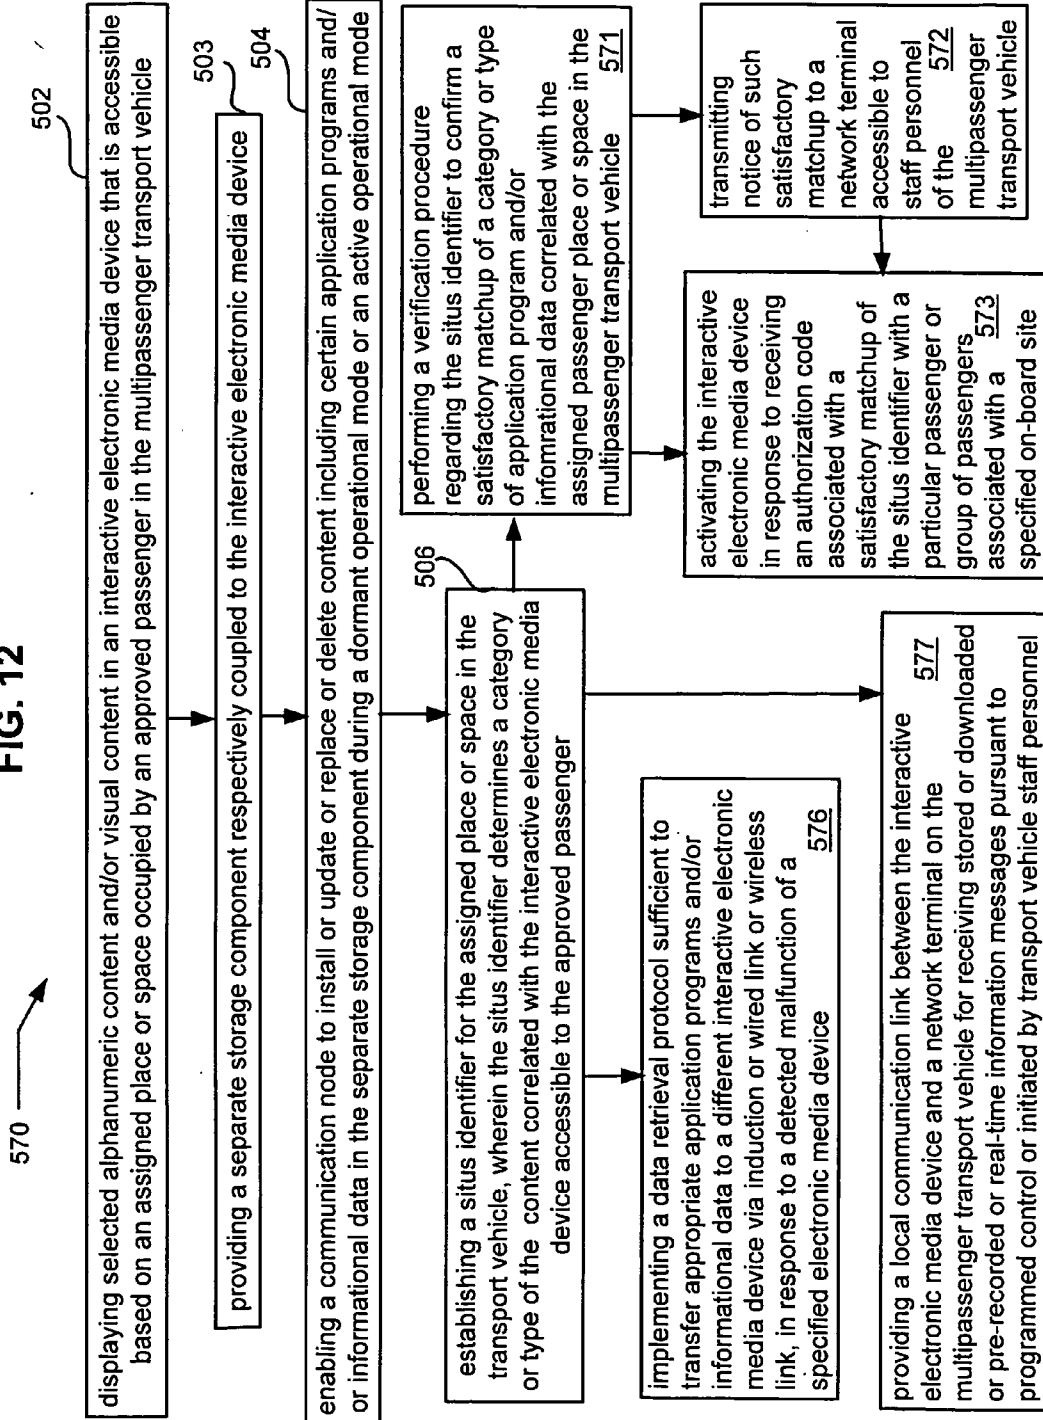 FIG. 12
570
502
displaying selected alphanumeric content and/or visual content in an interactive electronic media device that is accessible
based on an assigned place or space occupied by an approved passenger in the multipassenger transport vehicle
503
providing a separate storage component respectively coupled to the interactive electronic media device
504
enabling a communication node to install or update or replace or delete content including certain application programs and/
or informational data in the separate storage component during a dormant operational mode or an active operational mode
506
establishing a situs identifier for the assigned place or space in the
transport vehicle, wherein the situs identifier determines a category
or type of the content correlated with the interactive electronic media
device accessible to the approved passenger
performing a verification procedure
regarding the situs identifier to confirm a
satisfactory matchup of a category or type
of application program and/or
infomrational data correlated with the
assigned passenger place or space in the
multipassenger transport vehicle 571
transmitting
notice of such
satisfactory
matchup to a
network terminal
accessible to
staff personnel
of the 572
multipassenger
transport vehicle
activating the interactive
electronic media device
in response to receiving
an authorization code
associated with a
satisfactory matchup of
the situs identifier with a
particular passenger or
group of passengers
associated with a 573
specified on-board site
implementing a data retrieval protocol sufficient to
transfer appropriate application programs and/or
informational data to a different interactive electronic
media device via induction or wired link or wireless
link, in response to a detected malfunction of a
specified electronic media device 576
providing a local communication link between the interactive
electronic media device and a network terminal on the 577
multipassenger transport vehicle for receiving stored or downloaded
or pre-recorded or real-time information messages pursuant to
programmed control or initiated by transport vehicle staff personnel